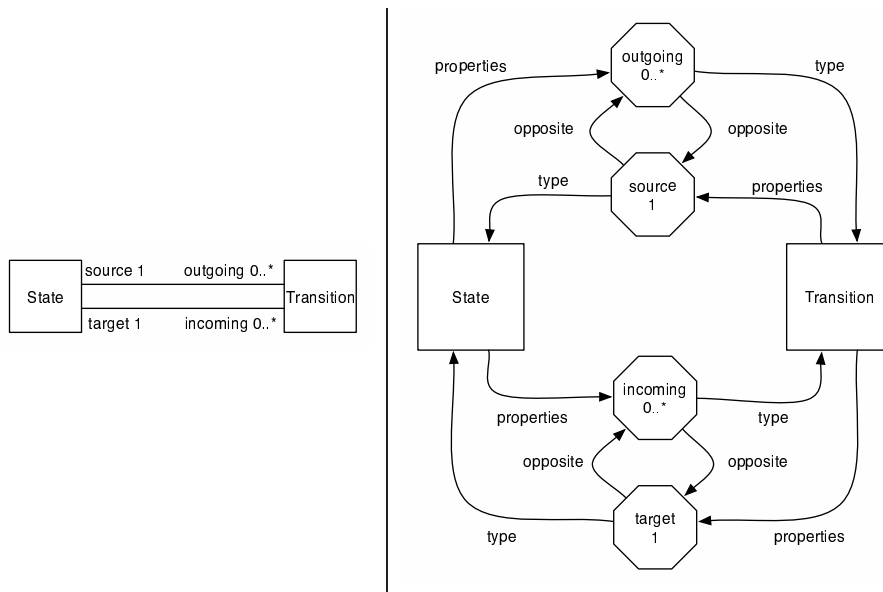 source 1
outgoing 0..*
State
Transition
target 1
incoming 0..*
outgoing
0..*
properties
type
opposite
opposite
type
source
1
properties
State
Transition
incoming
0..*
properties
type
opposite
opposite
target
1
type
properties